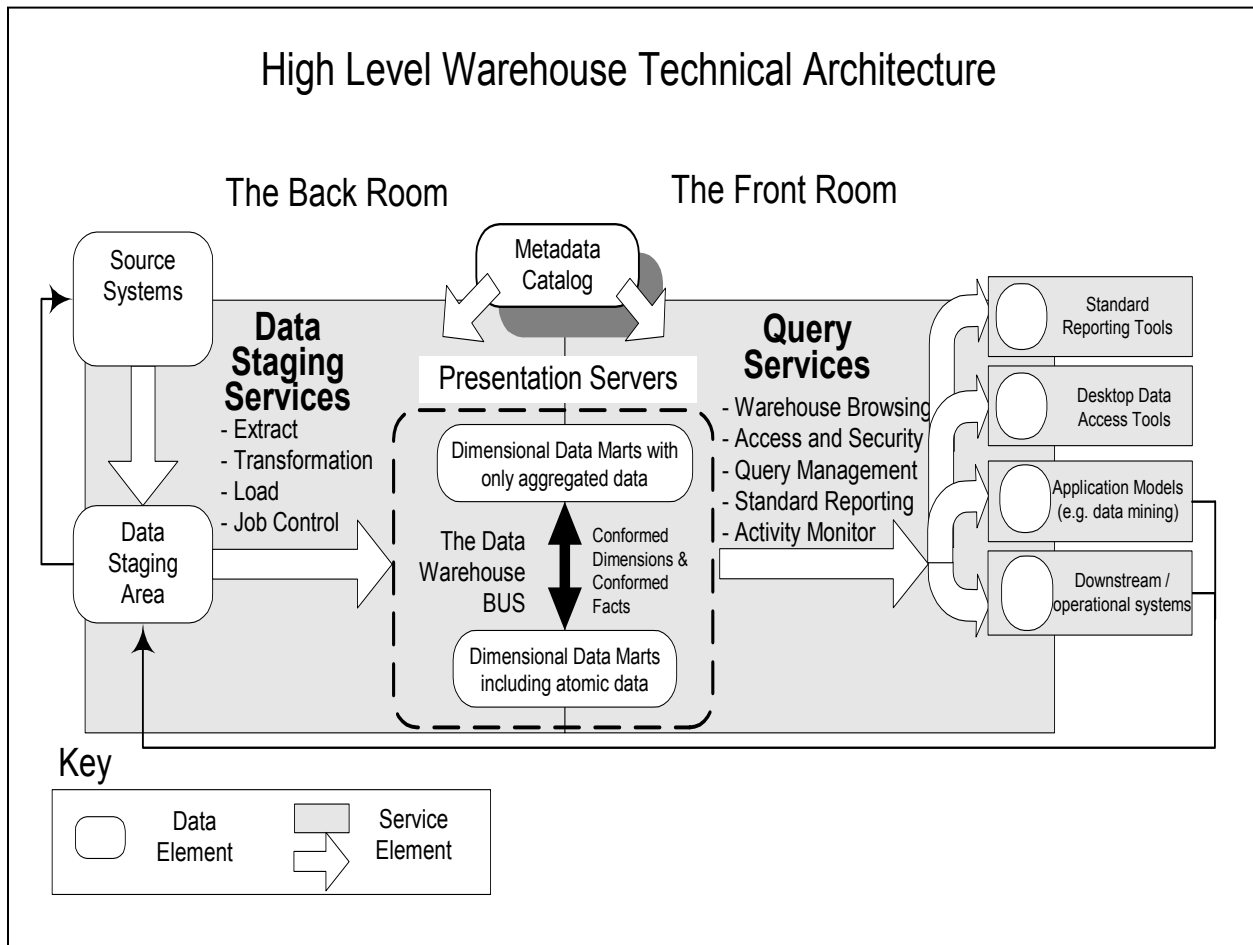 High Level Warehouse Technical Architecture
The Back Room
The Front Room
Source
Systems
Metadata
Catalog
Data
Staging
Services
- Extract
- Transformation
- Load
- Job Control
Data
Staging
Area
Presentation Servers
Dimensional Data Marts with
only aggregated data
The Data
Warehouse
BUS
Conformed
Dimensions &
Conformed
Facts
Dimensional Data Marts
including atomic data
Query
Services
- Warehouse Browsing
- Access and Security
- Query Management
- Standard Reporting
- Activity Monitor
Standard
Reporting Tools
Desktop Data
Access Tools
Application Models
(e.g. data mining)
Downstream /
operational systems
Key
Data
Element
Service
Element